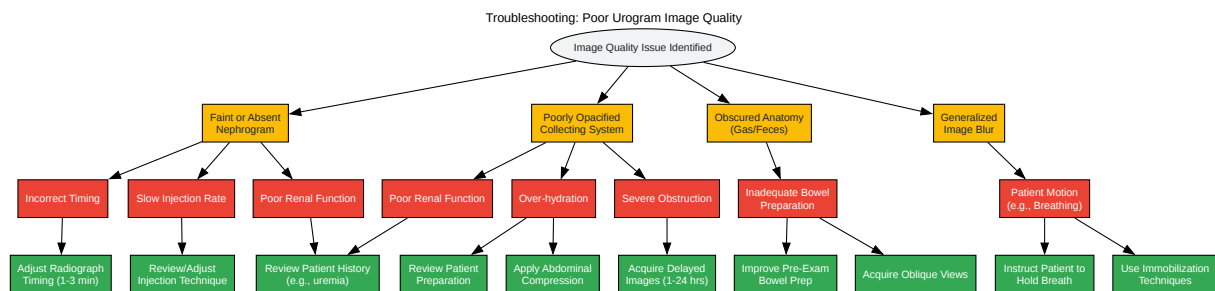 Troubleshooting: Poor Urogram Image Quality
Image Quality Issue Identified
Faint or Absent
Nephrogram
Poorly Opacified
Collecting System
Obscured Anatomy
(Gas/Feces)
Generalized
Image Blur
Incorrect Timing
Slow Injection Rate
Poor Renal Function
Poor Renal Function
Over-hydration
Severe Obstruction
Inadequate Bowel
Preparation
Patient Motion
(e.g., Breathing)
Adjust Radiograph
Timing (1-3 min)
Review/Adjust
Injection Technique
Review Patient History
(e.g., uremia)
Review Patient
Preparation
Apply Abdominal
Compression
Acquire Delayed
Images (1-24 hrs)
Improve Pre-Exam
Bowel Prep
Acquire Oblique Views
Instruct Patient to
Hold Breath
Use Immobilization
Techniques